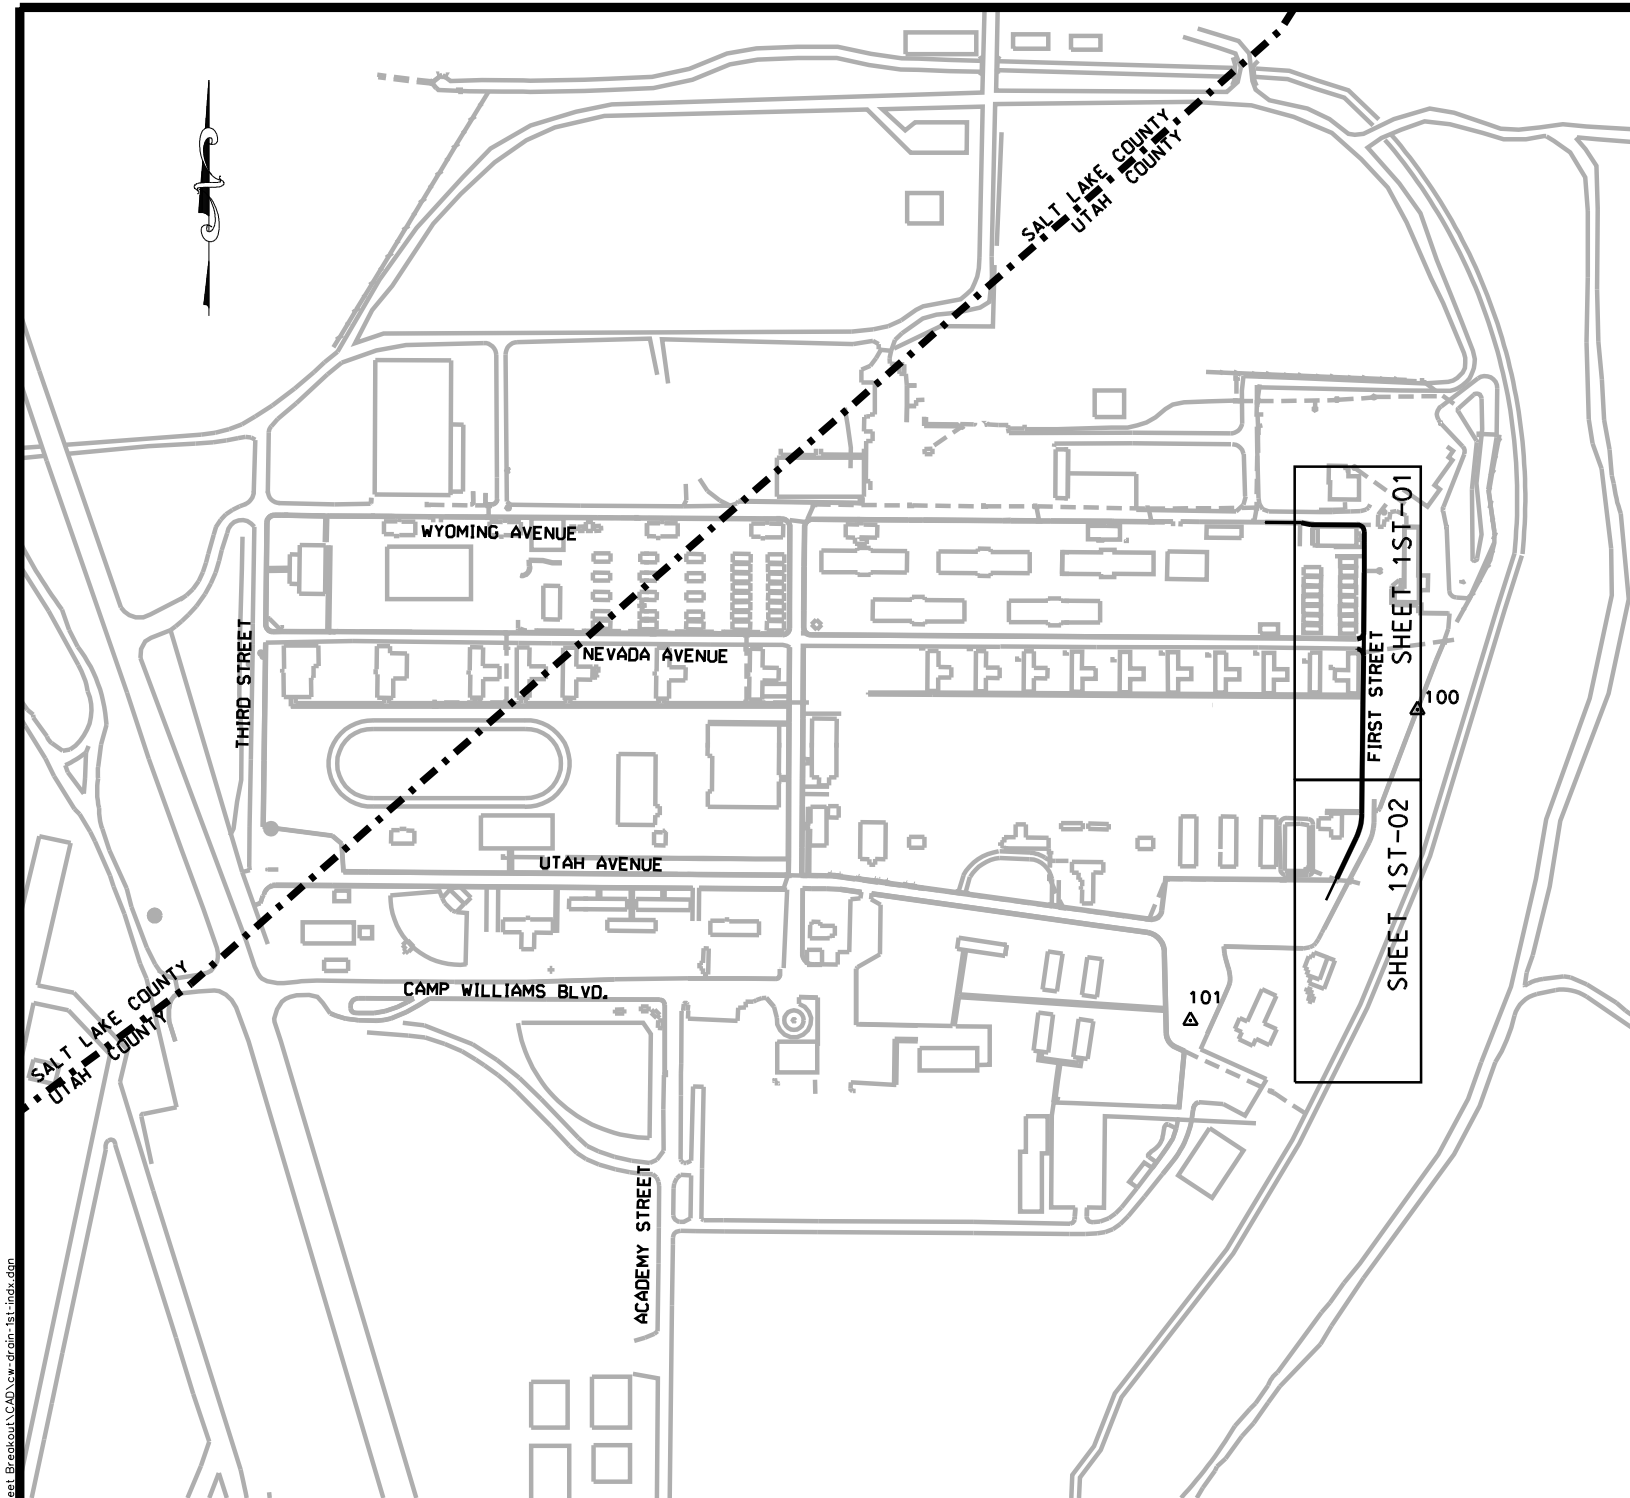 SALT LAKE COUNTY
UTAH COUNTY
WYOMING AVENUE
SHEET 1ST-01
THIRD STREET
NEVADA AVENUE
FIRST STREET
100
SHEET 1ST-02
UTAH AVENUE
SALT LAKE COUNTY
UTAH COUNTY
CAMP WILLIAMS BLVD.
101
ACADEMY STREET
eet Breakout\CAD\cw-drain-1st-indx.dgn